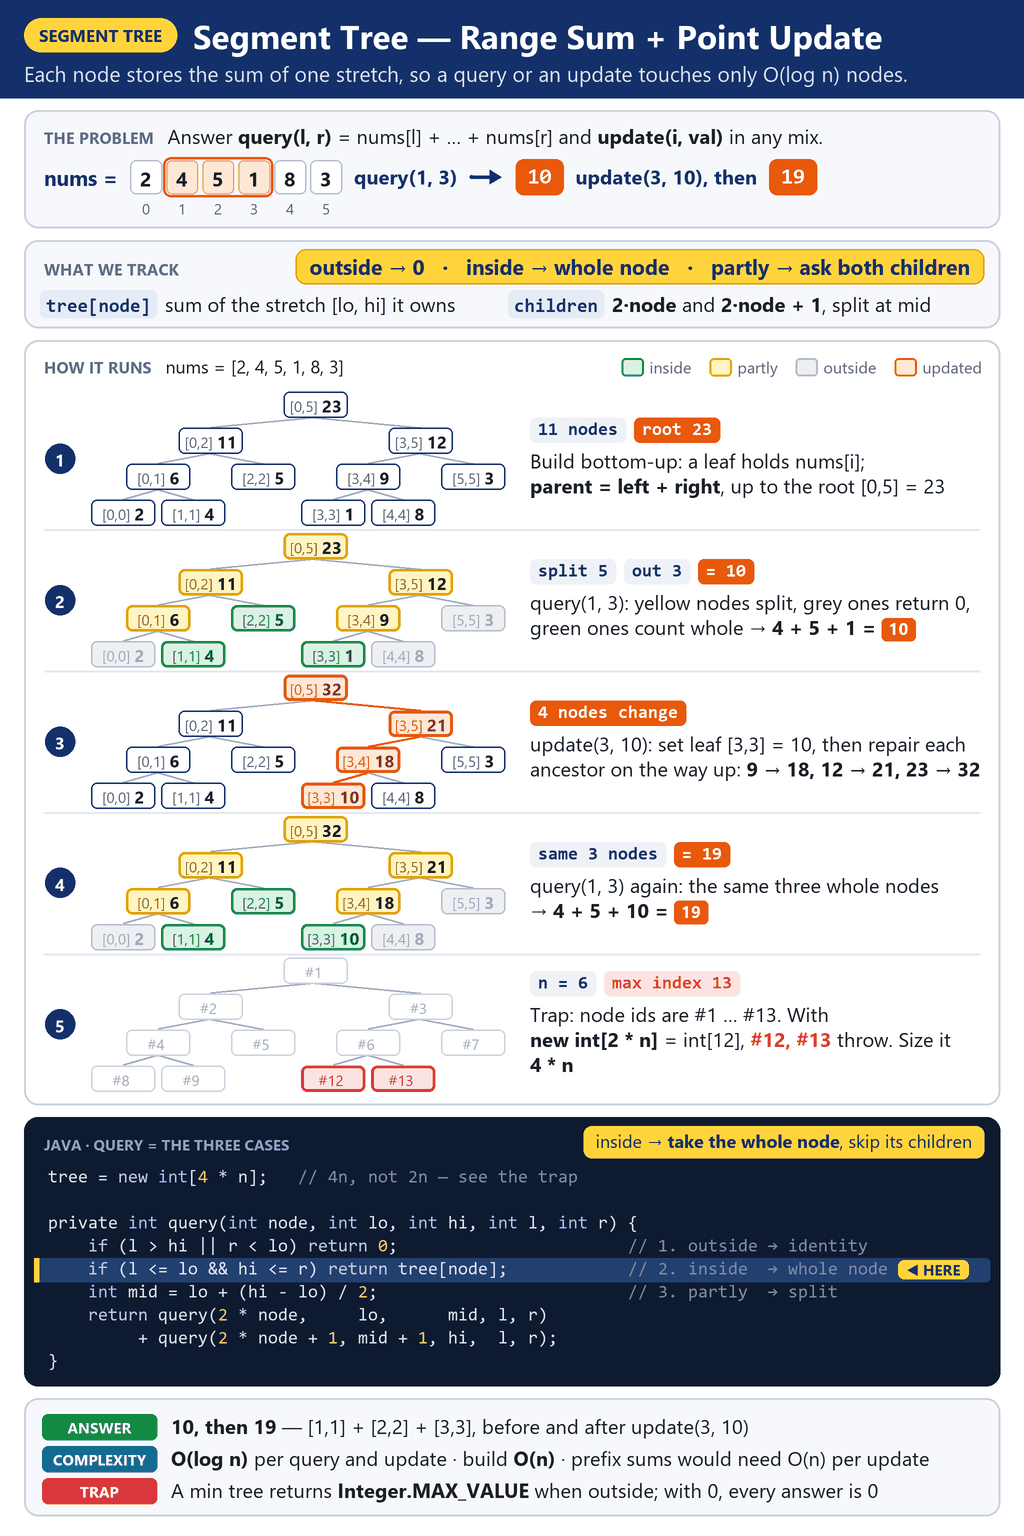 SEGMENT TREE Segment Tree — Range Sum + Point Update
Each node stores the sum of one stretch, so a query or an update touches only O(log n) nodes.
THE PROBLEM Answer query(l, r) = nums[l] + ... + nums[r] and update(i, val) in any mix.
nums = 2 4 5 1 8 3 query(1, 3) → 10 update(3, 10), then 19
0 1 2 3 4 5
WHAT WE TRACK outside → 0 · inside → whole node · partly → ask both children
tree[node] sum of the stretch [lo, hi] it owns children 2·node and 2·node + 1, split at mid
HOW IT RUNS nums = [2, 4, 5, 1, 8, 3] inside partly outside updated
1
[0,5] 23
[0,2] 11 [3,5] 12
[0,1] 6 [2,2] 5 [3,4] 9 [5,5] 3
[0,0] 2 [1,1] 4 [3,3] 1 [4,4] 8
11 nodes root 23
Build bottom-up: a leaf holds nums[i];
parent = left + right, up to the root [0,5] = 23
2
[0,5] 23
[0,2] 11 [3,5] 12
[0,1] 6 [2,2] 5 [3,4] 9 [5,5] 3
[0,0] 2 [1,1] 4 [3,3] 1 [4,4] 8
split 5 out 3 = 10
query(1, 3): yellow nodes split, grey ones return 0,
green ones count whole → 4 + 5 + 1 = 10
3
[0,5] 32
[0,2] 11 [3,5] 21
[0,1] 6 [2,2] 5 [3,4] 18 [5,5] 3
[0,0] 2 [1,1] 4 [3,3] 10 [4,4] 8
4 nodes change
update(3, 10): set leaf [3,3] = 10, then repair each
ancestor on the way up: 9 → 18, 12 → 21, 23 → 32
4
[0,5] 32
[0,2] 11 [3,5] 21
[0,1] 6 [2,2] 5 [3,4] 18 [5,5] 3
[0,0] 2 [1,1] 4 [3,3] 10 [4,4] 8
same 3 nodes = 19
query(1, 3) again: the same three whole nodes
→ 4 + 5 + 10 = 19
5
#1
#2 #3
#4 #5 #6 #7
#8 #9 #12 #13
n = 6 max index 13
Trap: node ids are #1 ... #13. With
new int[2 * n] = int[12], #12, #13 throw. Size it
4 * n
JAVA · QUERY = THE THREE CASES inside → take the whole node, skip its children
tree = new int[4 * n]; // 4n, not 2n — see the trap
private int query(int node, int lo, int hi, int l, int r) {
if (l > hi || r < lo) return 0; // 1. outside → identity
if (l <= lo && hi <= r) return tree[node]; // 2. inside → whole node ◀ HERE
int mid = lo + (hi - lo) / 2; // 3. partly → split
return query(2 * node, lo, mid, l, r)
+ query(2 * node + 1, mid + 1, hi, l, r);
}
ANSWER 10, then 19 — [1,1] + [2,2] + [3,3], before and after update(3, 10)
COMPLEXITY O(log n) per query and update · build O(n) · prefix sums would need O(n) per update
TRAP A min tree returns Integer.MAX_VALUE when outside; with 0, every answer is 0